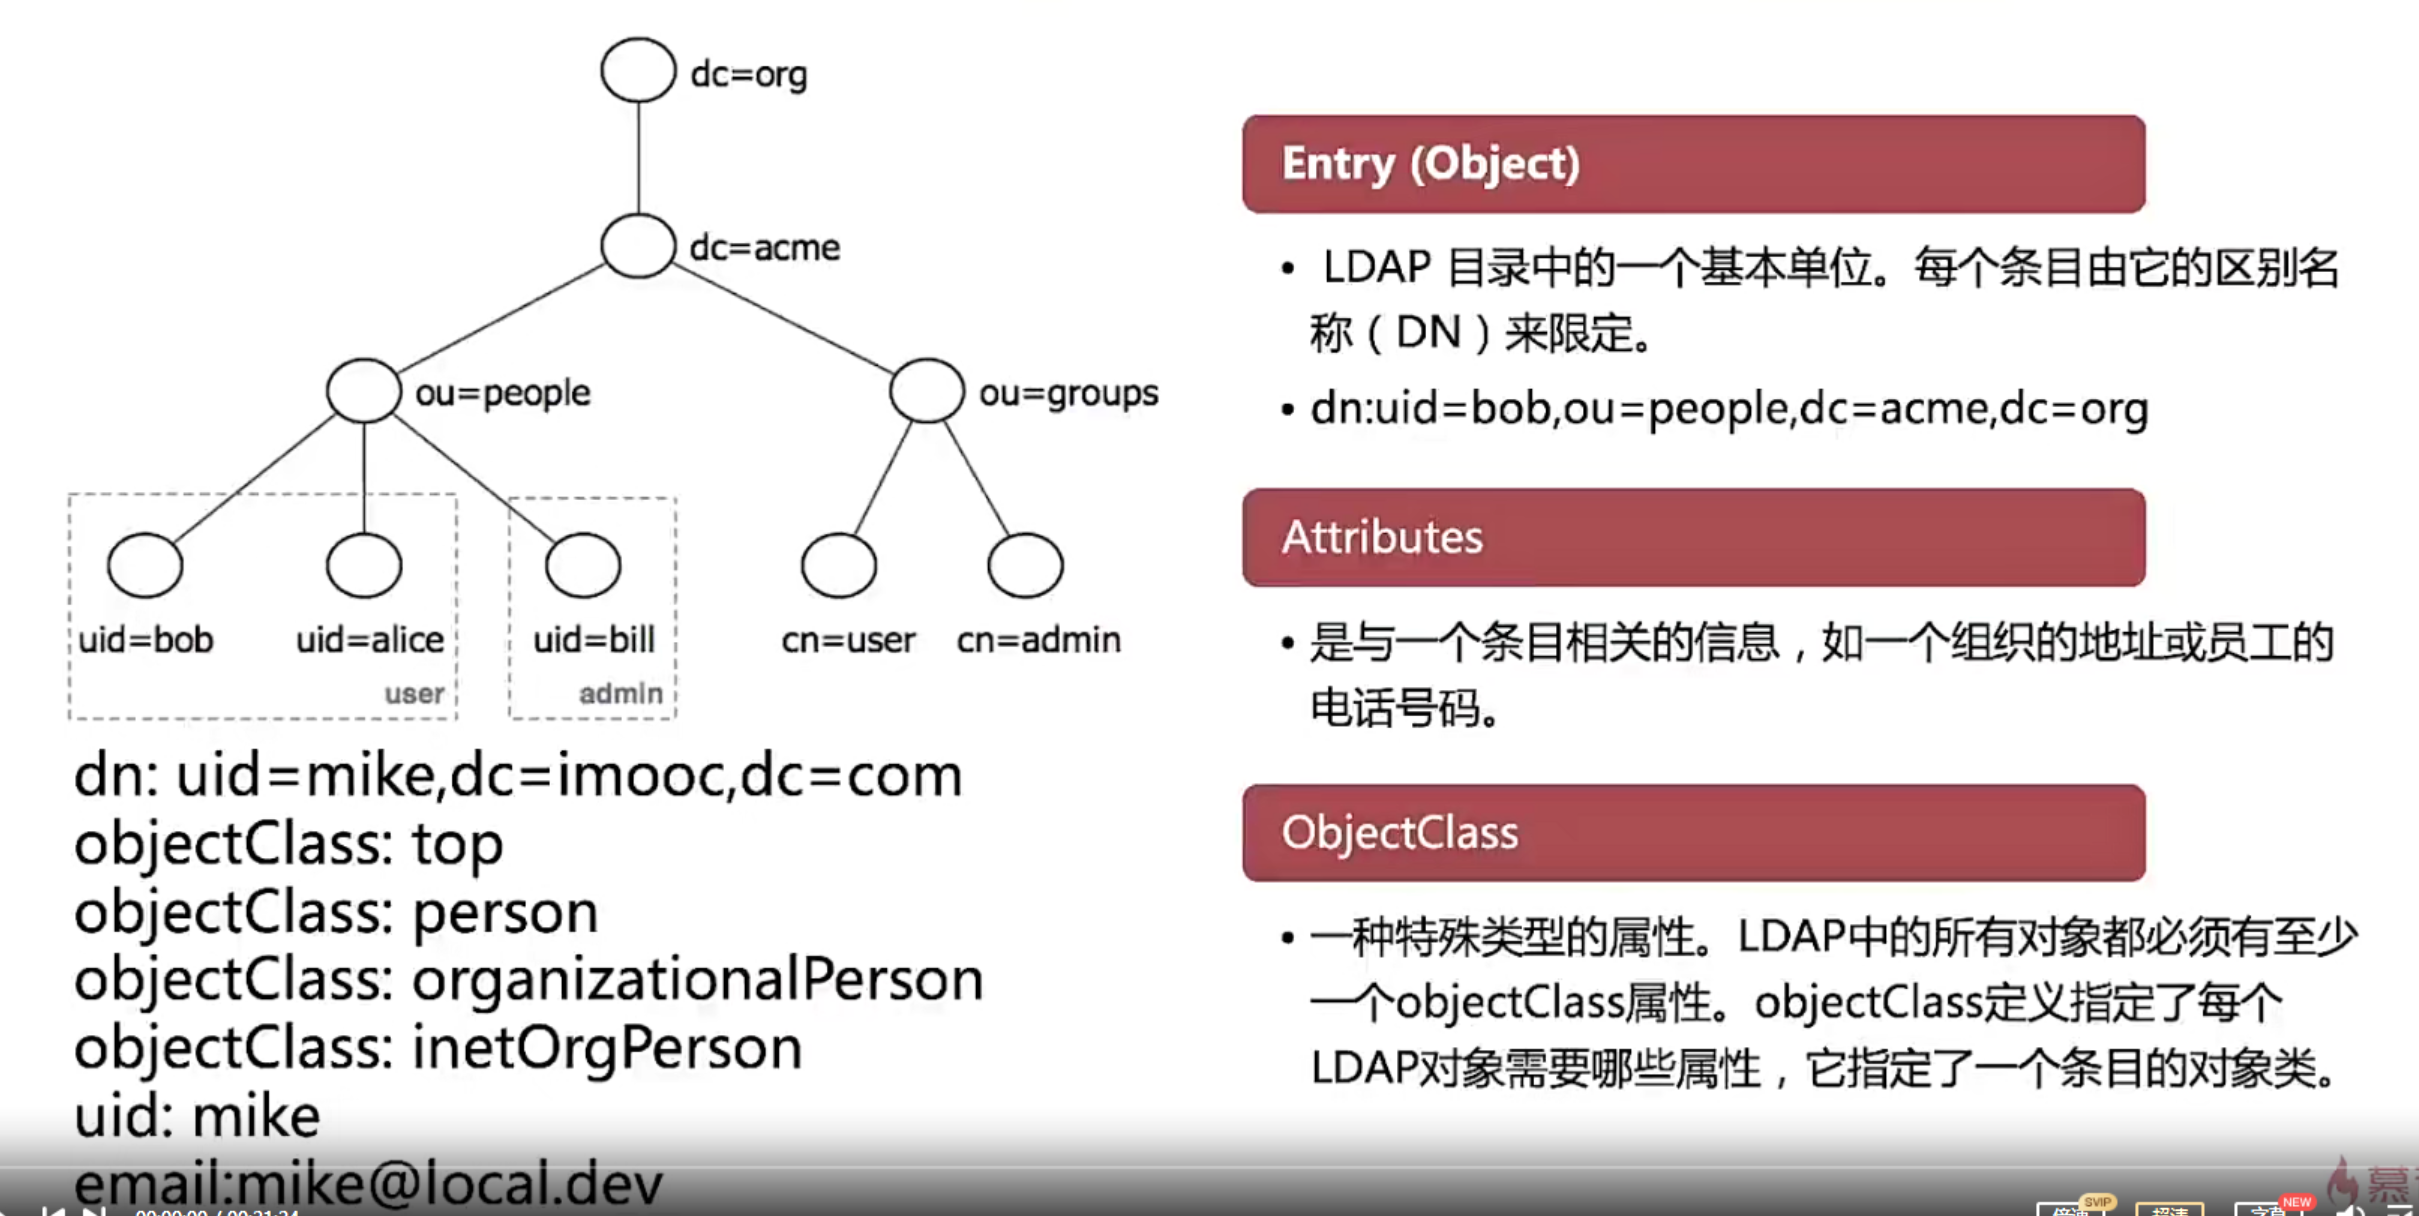 dc=org
dc=acme
ou=people
ou=groups
uid=bob
uid=alice
uid=bill
cn=user
cn=admin
user
admin
dn: uid=mike,dc=imooc,dc=com
objectClass: top
objectClass: person
objectClass: organizationalPerson
objectClass: inetOrgPerson
uid: mike
email:mike@local.dev
Entry (Object)
• LDAP 目录中的一个基本单位。每个条目由它的区别名
称（DN）来限定。
• dn:uid=bob,ou=people,dc=acme,dc=org
Attributes
• 是与一个条目相关的信息，如一个组织的地址或员工的
电话号码。
ObjectClass
• 一种特殊类型的属性。LDAP中的所有对象都必须有至少
一个objectClass属性。objectClass定义指定了每个
LDAP对象需要哪些属性，它指定了一个条目的对象类。
慕
SVIP
NEW